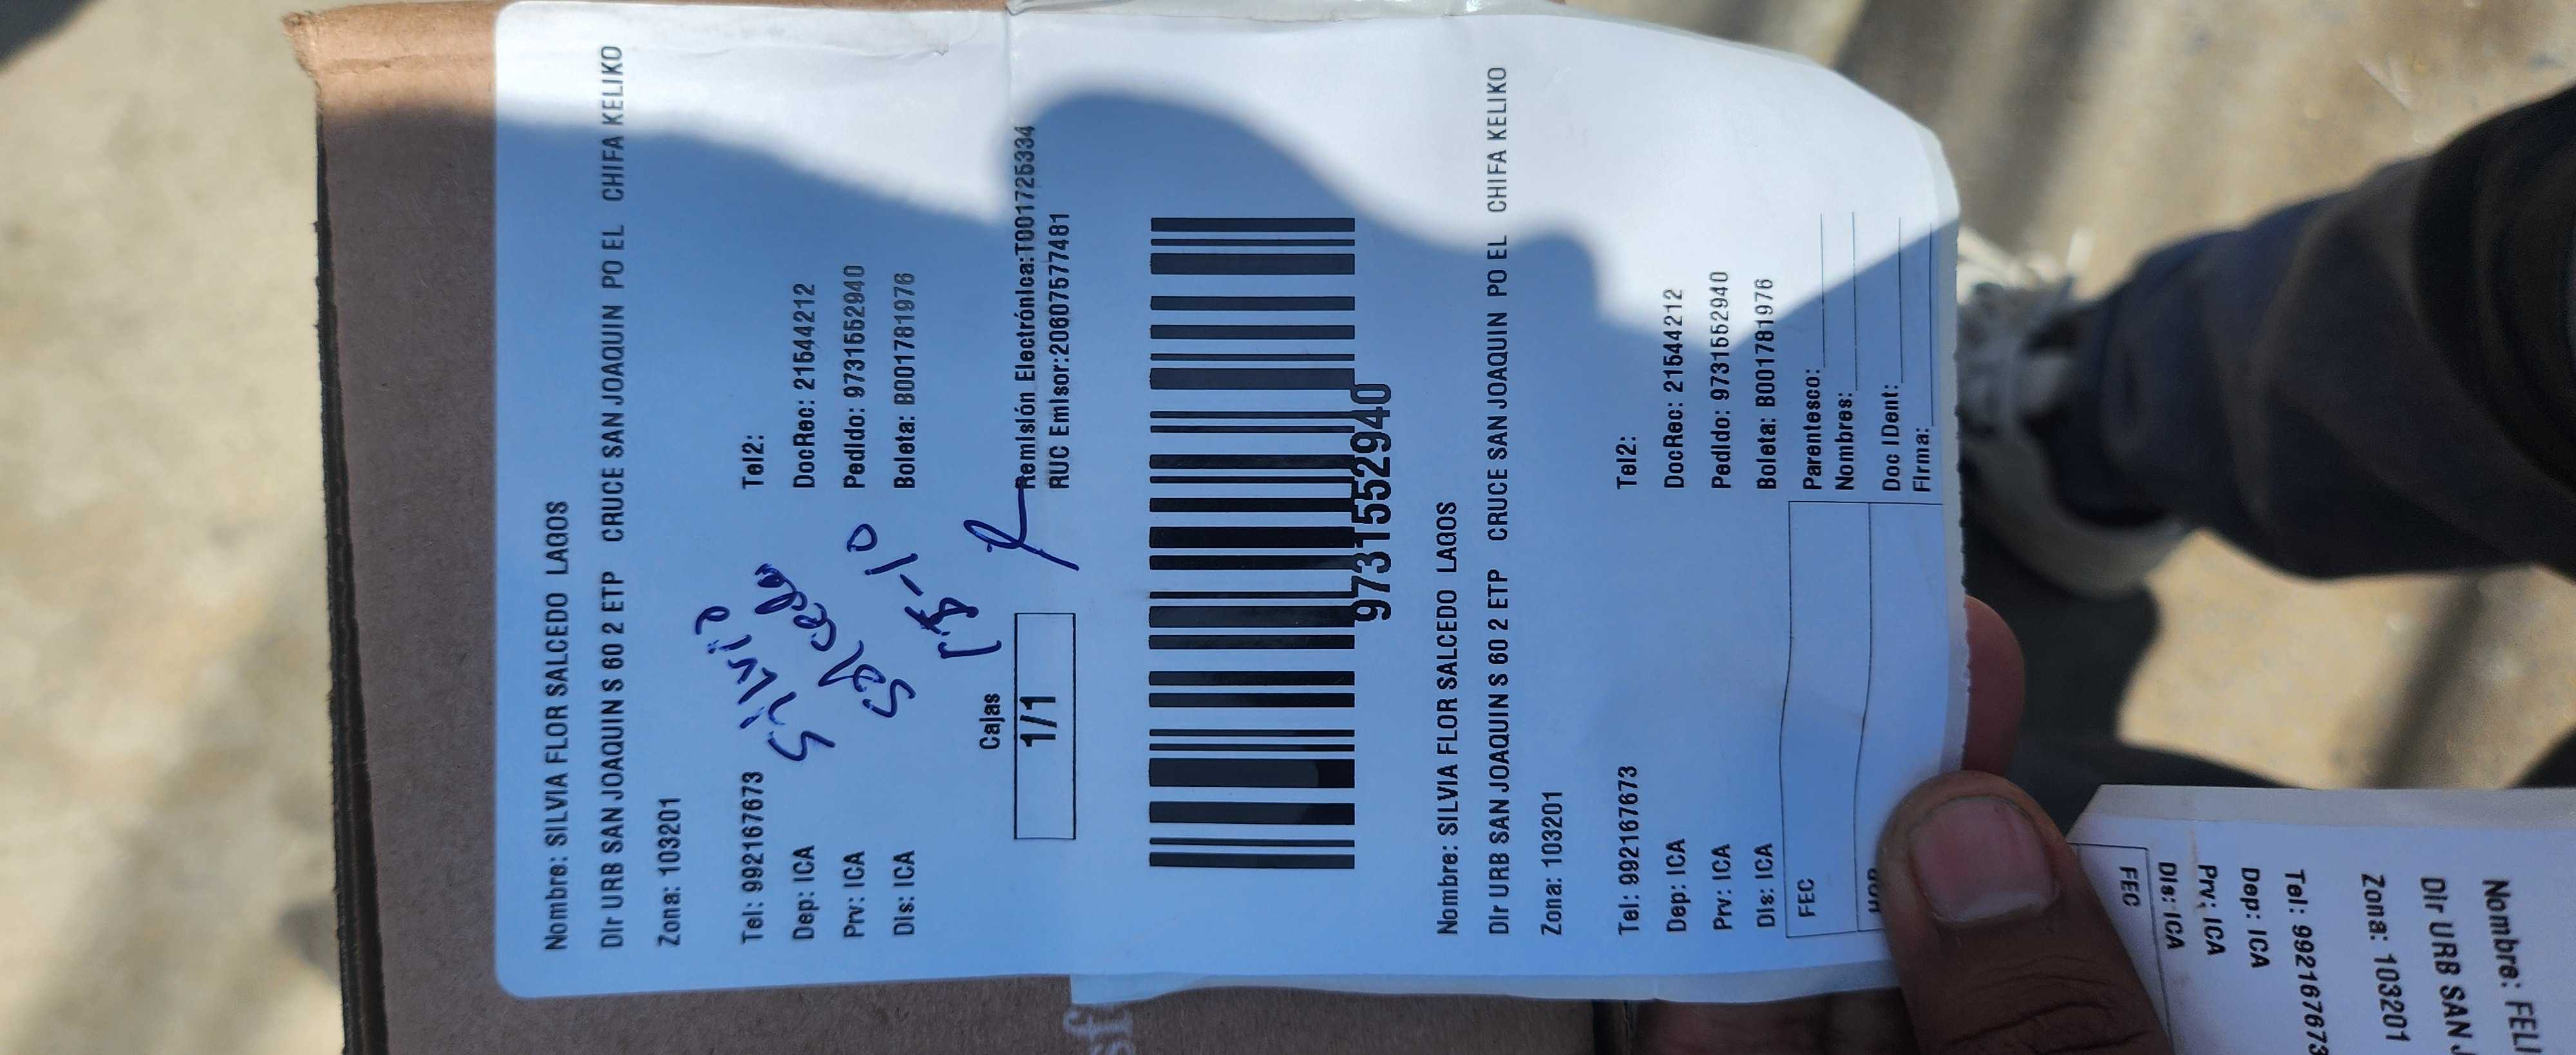 Nombre: SILVIA FLOR SALCEDO LAGOS
Dir URB SAN JOAQUIN S 60 2 ETP CRUCE SAN JOAQUIN PO EL CHIFA KELIKO
Zona: 103201
Tel: 992167673 Tel2:
Dep: ICA DocRec: 21544212
Prv: ICA Pedido: 9731552940
Dis: ICA Boleta: B001781976
Silvia
Salcedo
Cajas
1/1
Remisión Electrónica:T001725334
RUC Emisor:20607577481
9731552940
Nombre: SILVIA FLOR SALCEDO LAGOS
Dir URB SAN JOAQUIN S 60 2 ETP CRUCE SAN JOAQUIN PO EL CHIFA KELIKO
Zona: 103201
Tel: 992167673 Tel2:
Dep: ICA DocRec: 21544212
Prv: ICA Pedido: 9731552940
Dis: ICA Boleta: B001781976
FEC
Parentesco:
Nombres:
Doc IDent:
Firma:
Nombre: FELI
Dir URB SAN J
Zona: 103201
Tel: 992167673
Dep: ICA
Prv: ICA
Dis: ICA
FEC